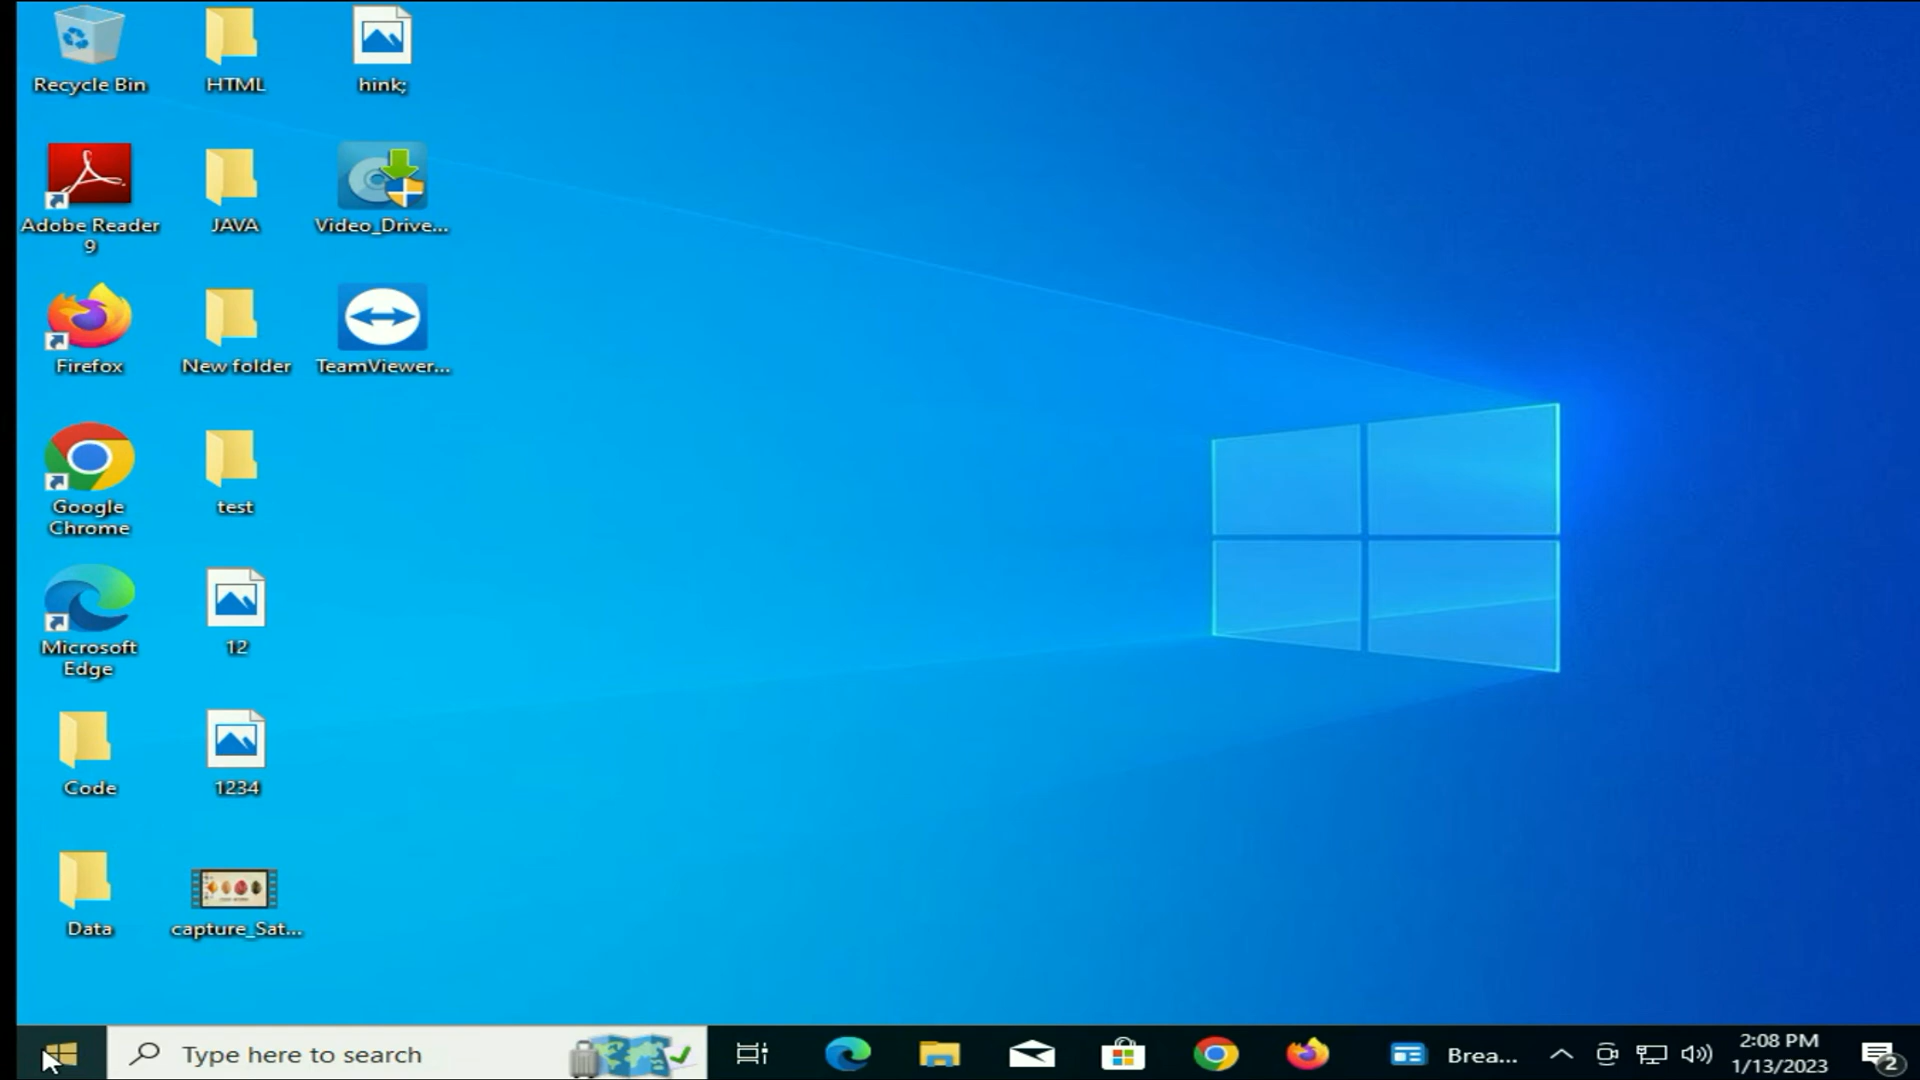 Recycle Bin
HTML
hink;
Adobe Reader
9
JAVA
Video_Drive...
Firefox
New folder
TeamViewer...
Google
Chrome
test
Microsoft
Edge
12
Code
1234
Data
capture_Sat...
Type here to search
Brea...
2:08 PM
1/13/2023
2